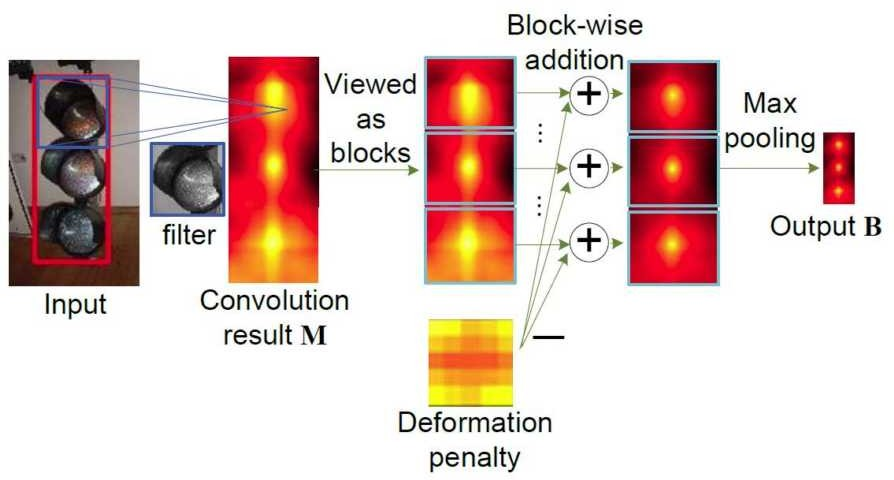 Block-wise
addition
Viewed
as
blocks
Max
pooling
filter
Input
Convolution
result M
Output B
Deformation
penalty